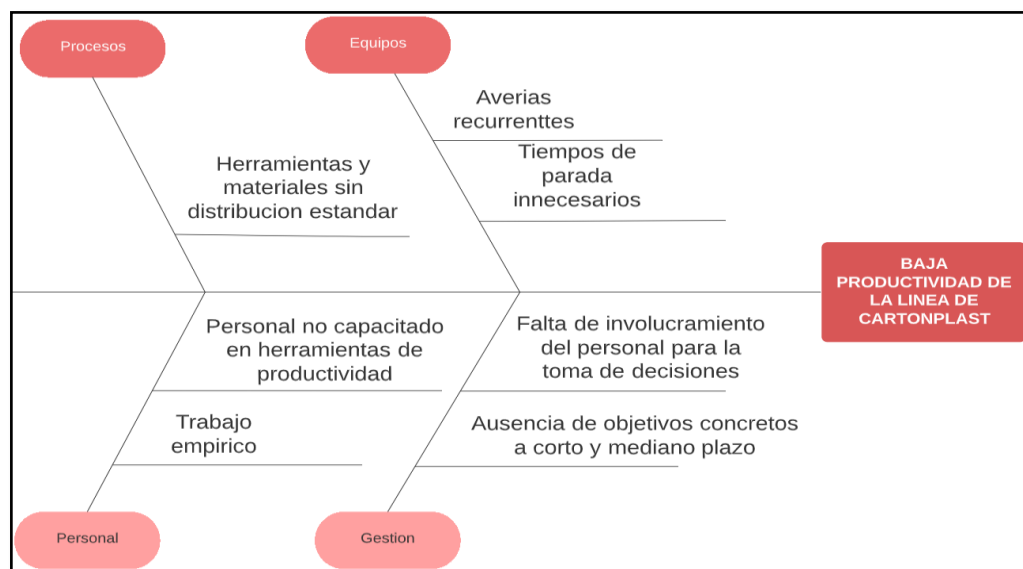 Procesos
Equipos
Averias
recurrenttes
Tiempos de
parada
innecesarios
Herramientas y
materiales sin
distribucion estandar
BAJA
PRODUCTIVIDAD DE
LA LINEA DE
CARTONPLAST
Personal no capacitado
en herramientas de
productividad
Falta de involucramiento
del personal para la
toma de decisiones
Trabajo
empirico
Ausencia de objetivos concretos
a corto y mediano plazo
Personal
Gestion